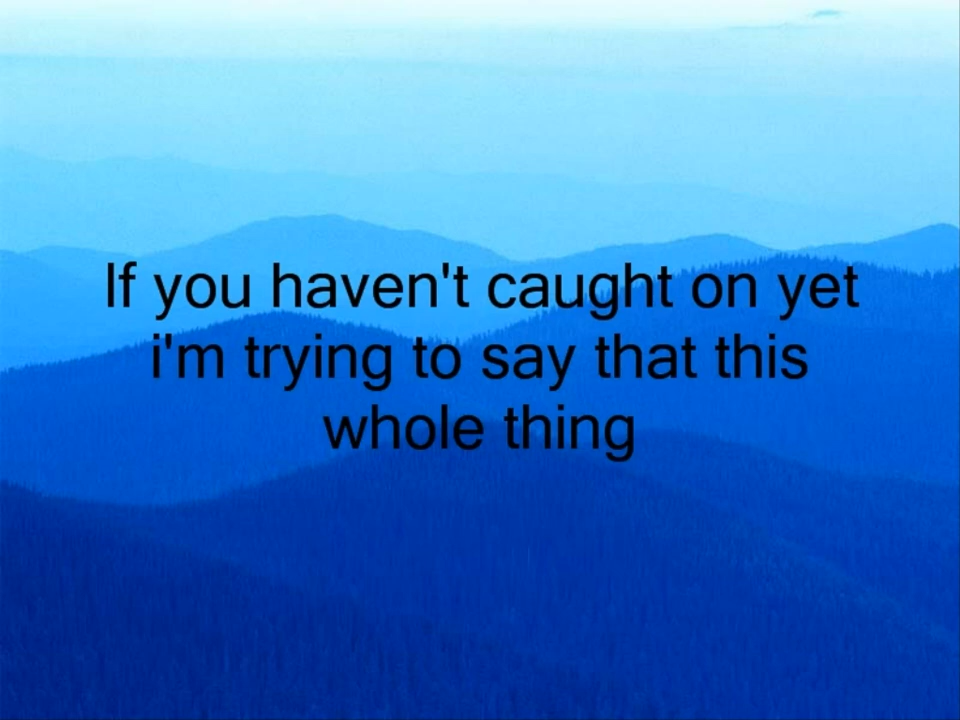 If you haven't caught on yet
i'm trying to say that this
whole thing